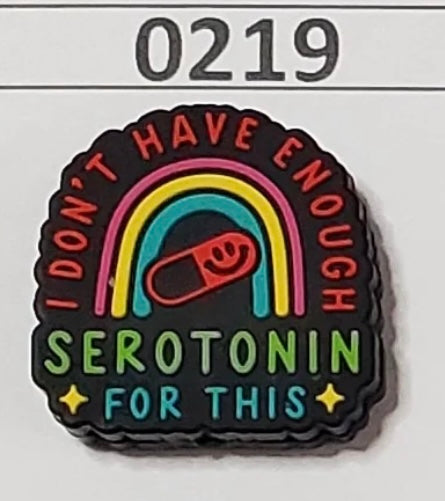 0219
I DON'T HAVE ENOUGH
SEROTONIN
FOR THIS